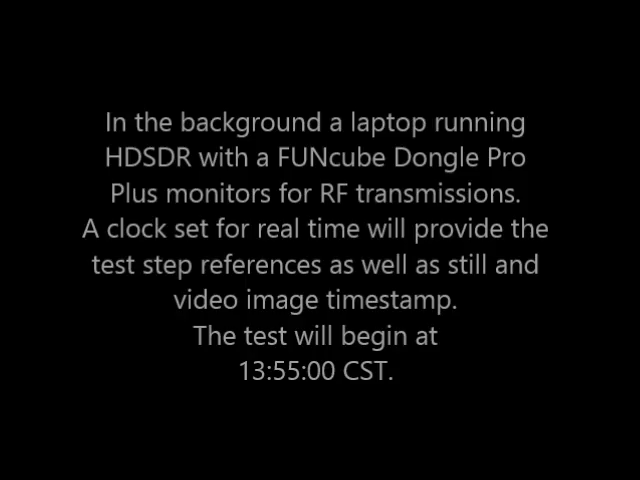 In the background a laptop running
HDSDR with a FUNcube Dongle Pro
Plus monitors for RF transmissions.
A clock set for real time will provide the
test step references as well as still and
video image timestamp.
The test will begin at
13:55:00 CST.